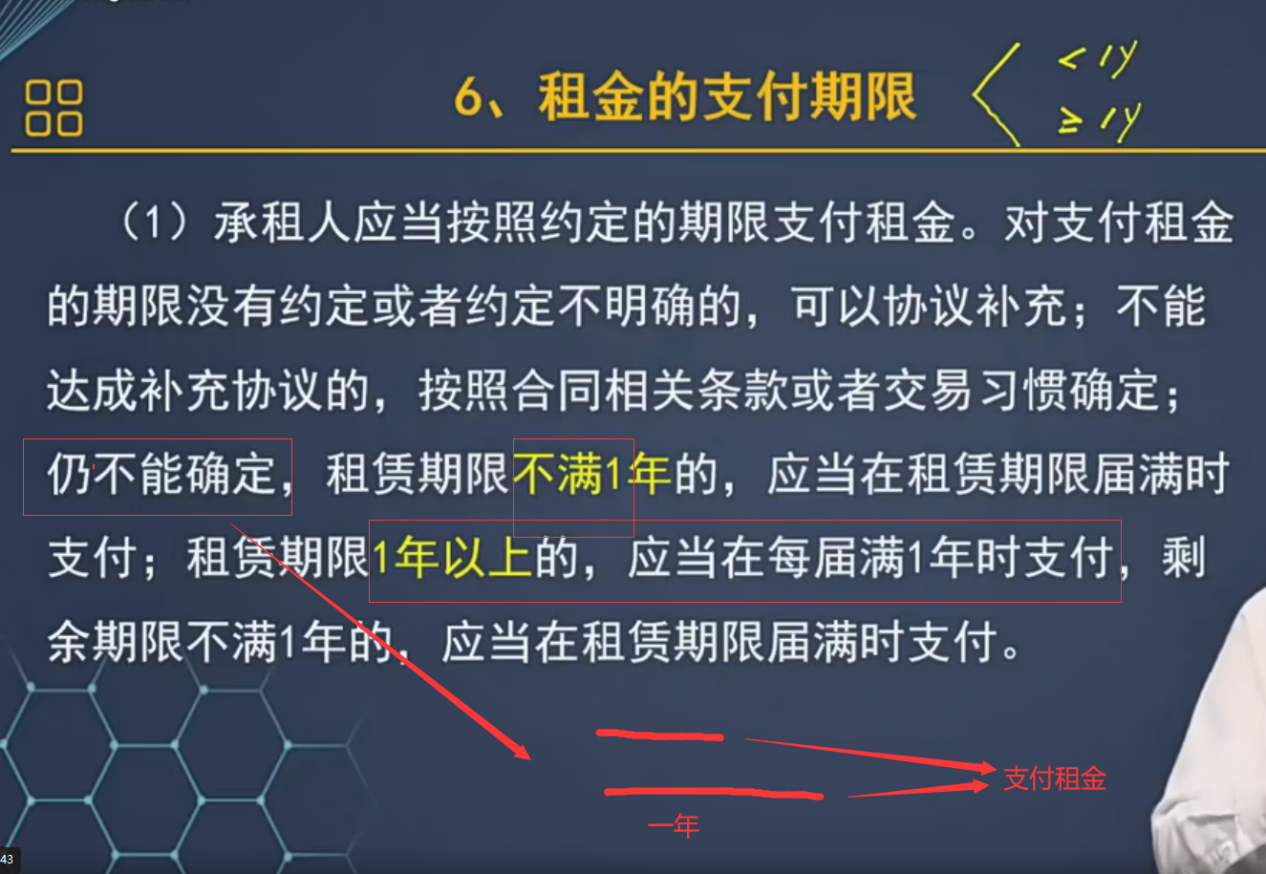 6、租金的支付期限
< 1y
≥ 1y
（1）承租人应当按照约定的期限支付租金。对支付租金
的期限没有约定或者约定不明确的，可以协议补充；不能
达成补充协议的，按照合同相关条款或者交易习惯确定；
仍不能确定，租赁期限不满1年的，应当在租赁期限届满时
支付；租赁期限1年以上的，应当在每届满1年时支付，剩
余期限不满1年的，应当在租赁期限届满时支付。
支付租金
一年
43